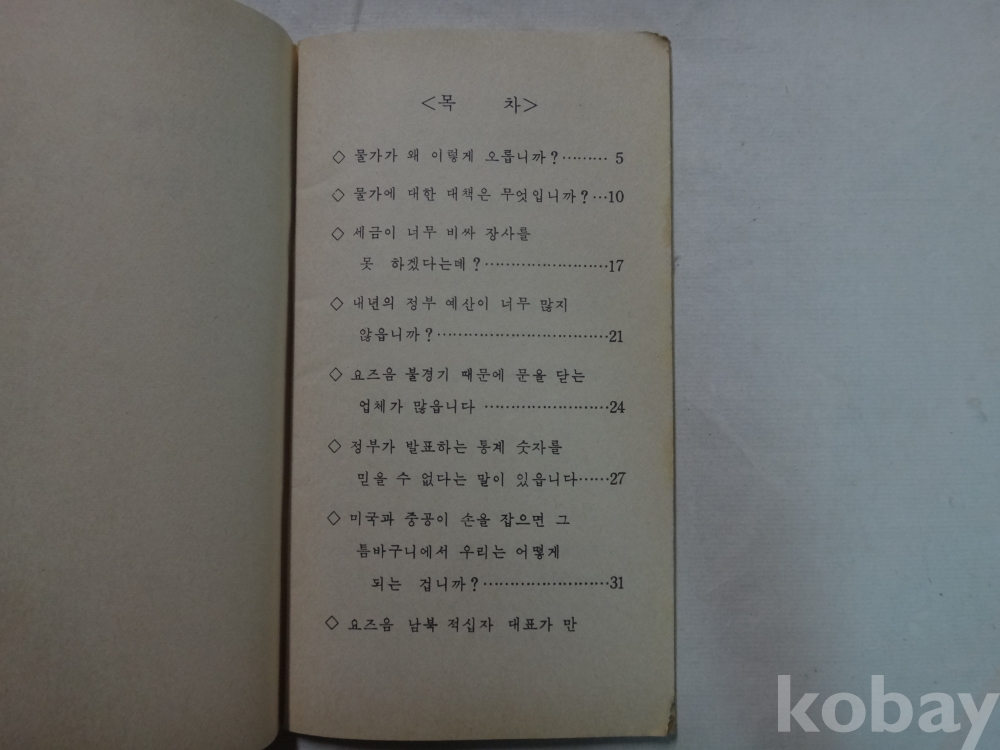 <목 차>
◇ 물가가 왜 이렇게 오릅니까?……… 5
◇ 물가에 대한 대책은 무엇입니까?…10
◇ 세금이 너무 비싸 장사를
못 하겠다는데?……………………17
◇ 내년의 정부 예산이 너무 많지
않읍니까?……………………………21
◇ 요즈음 불경기 때문에 문을 닫는
업체가 많읍니다 ……………………24
◇ 정부가 발표하는 통계 숫자를
믿을 수 없다는 말이 있읍니다……27
◇ 미국과 중공이 손을 잡으면 그
틈바구니에서 우리는 어떻게
되는 겁니까?……………………31
◇ 요즈음 남북 적십자 대표가 만
kobay